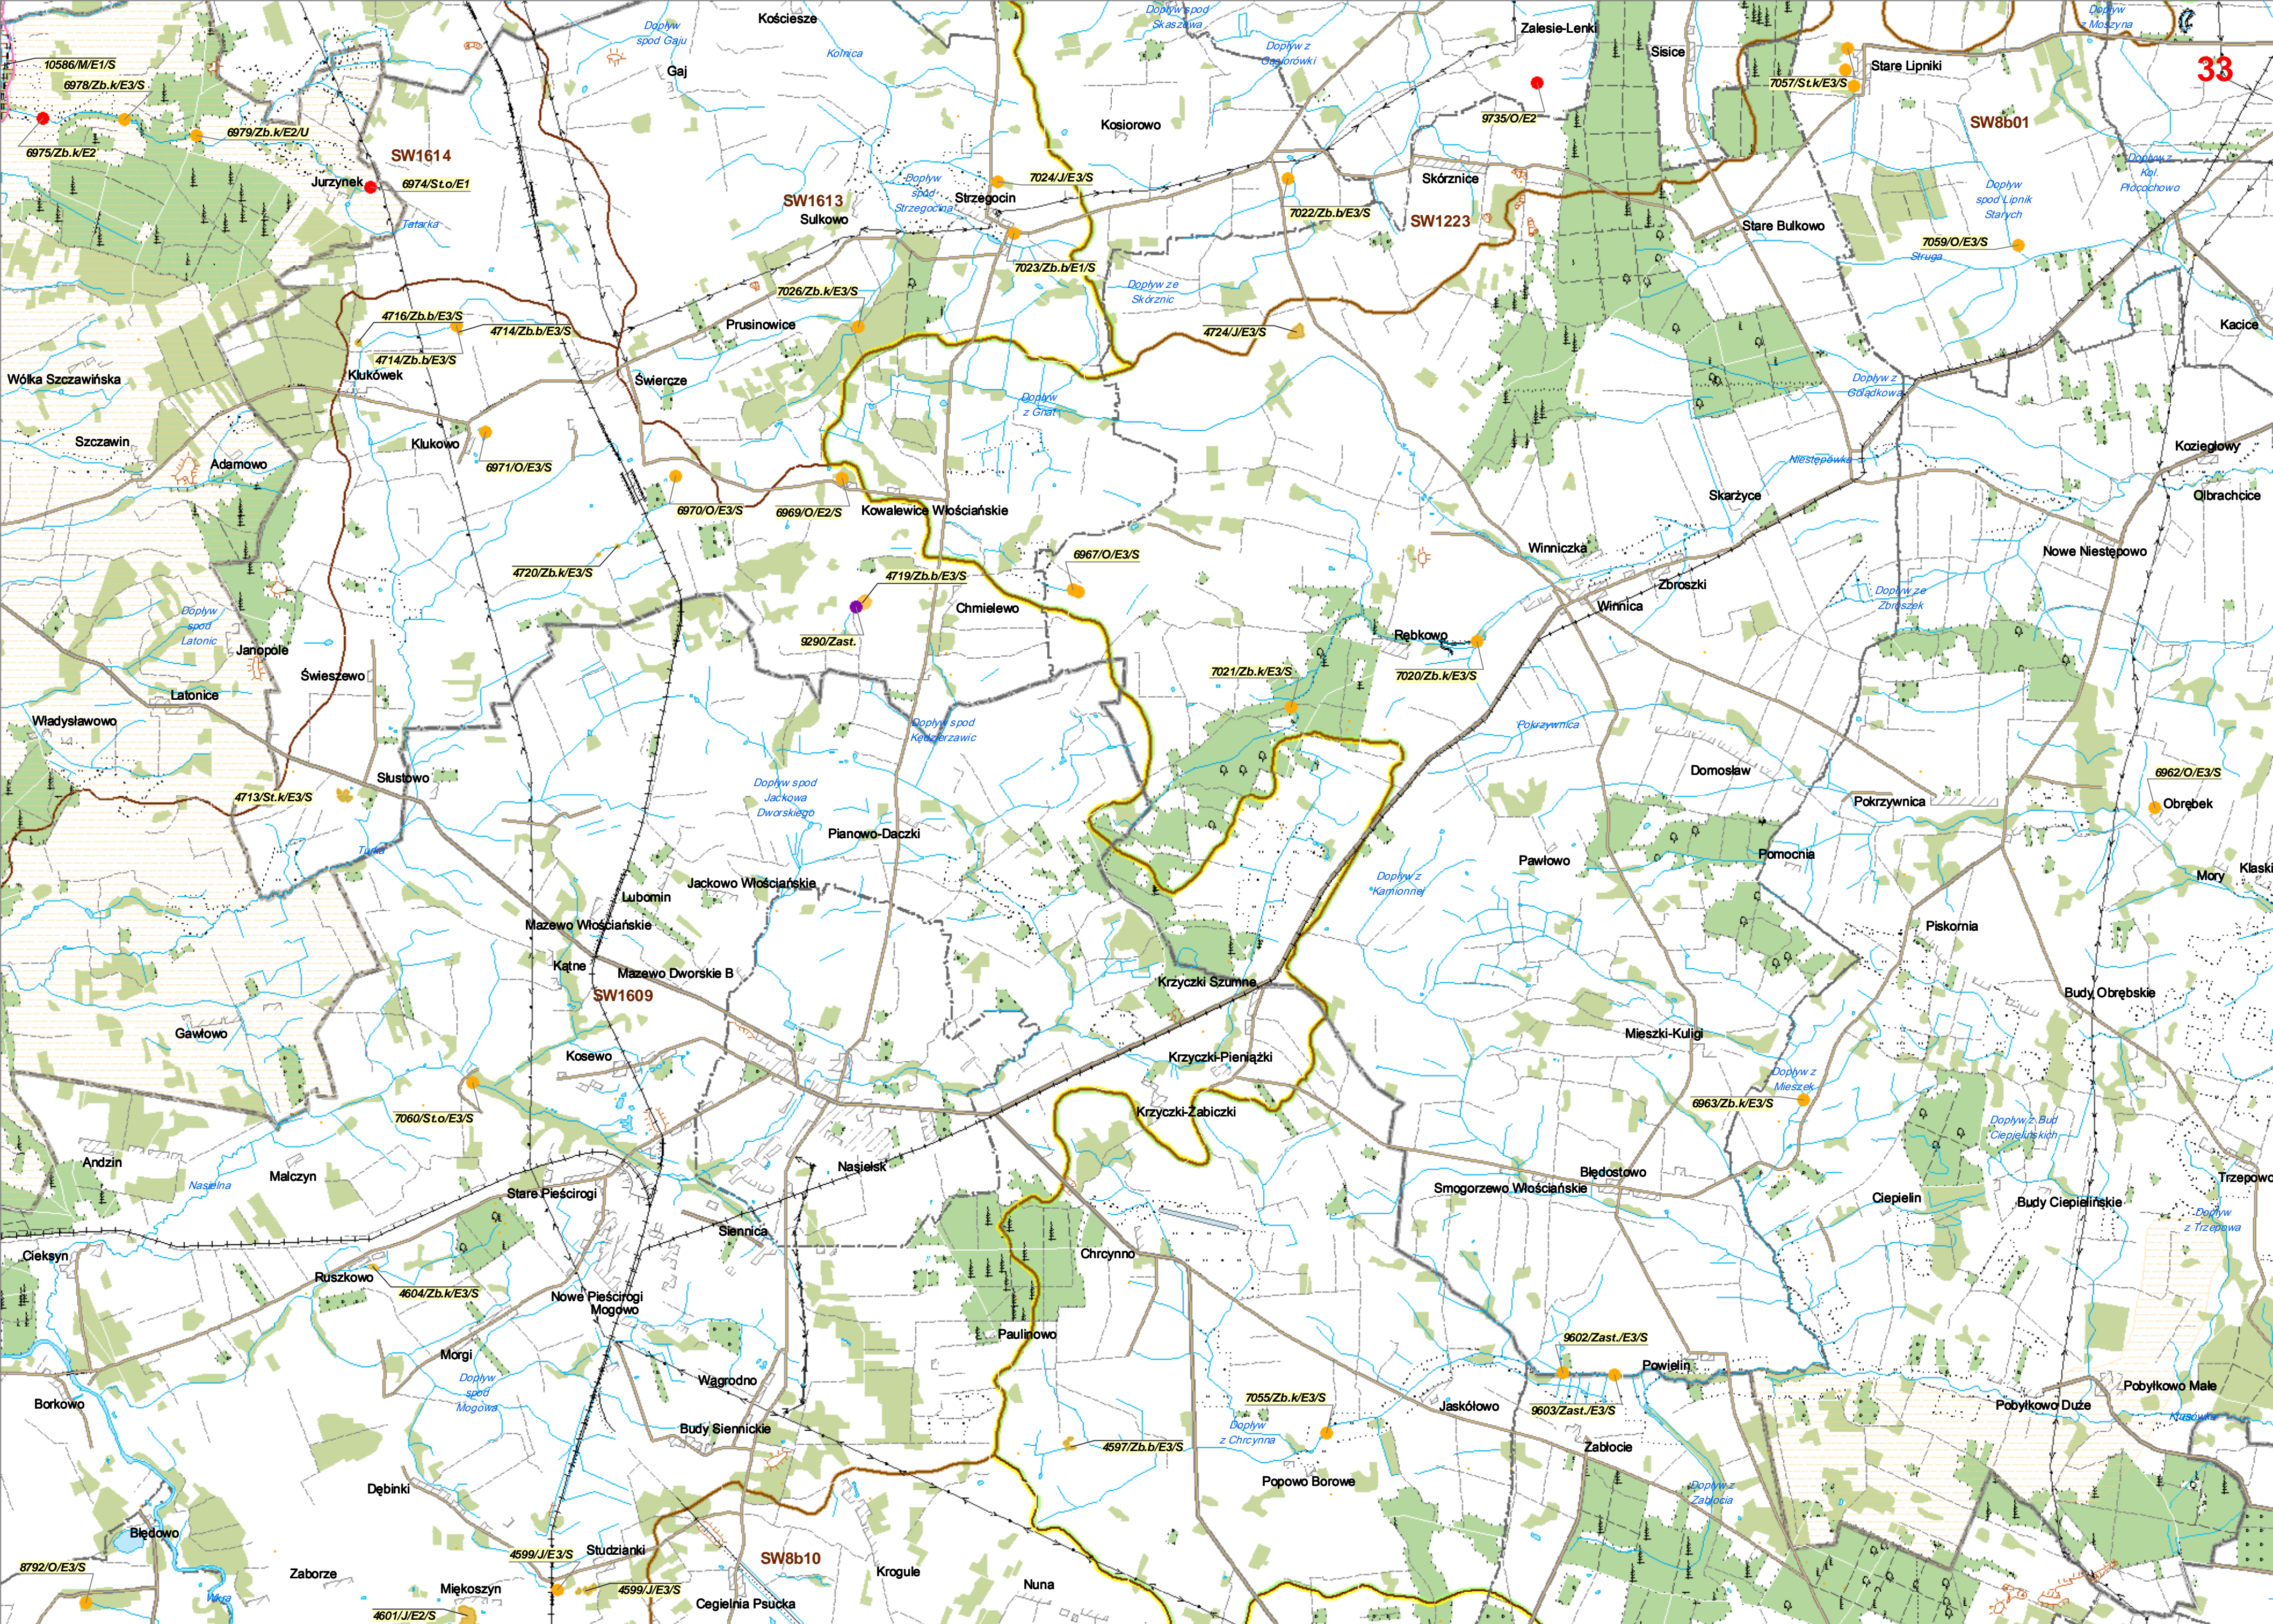 Kościesze
Dopływ
spod Gaju
Kolnica
Dopływ spod
Skaszewa
Dopływ z
Gąsiorówki
Zalesie-Lenki
Sisice
Dopływ
z Moszyna
33
10586/M/E1/S
6978/Zb.k/E3/S
Gaj
Stare Lipniki
7057/St.k/E3/S
9735/O/E2
SW8b01
Kosiorowo
6979/Zb.k/E2/U
6975/Zb.k/E2
SW1614
Jurzynek
6974/St.o/E1
Tatarka
SW1613
Sulkowo
Dopływ
spod
Strzegocina
Strzegocin
7024/J/E3/S
7022/Zb.b/E3/S
Skórznice
SW1223
Dopływ z
Kol.
Płocochowo
Dopływ
spod Lipnik
Starych
Stare Bulkowo
7059/O/E3/S
Struga
7023/Zb.b/E1/S
7026/Zb.k/E3/S
Dopływ ze
Skórznic
4716/Zb.b/E3/S
4714/Zb.b/E3/S
4714/Zb.b/E3/S
Prusinowice
4724/J/E3/S
Kacice
Wólka Szczawińska
Klukówek
Świercze
Dopływ
z Gnat
Dopływ z
Golądkowa
Szczawin
Klukowo
Adamowo
6971/O/E3/S
Niestępówka
Koziegłowy
Olbrachcice
6970/O/E3/S
6969/O/E2/S
Kowalewice Włościańskie
Skarżyce
4720/Zb.k/E3/S
4719/Zb.b/E3/S
6967/O/E3/S
Winniczka
Nowe Niestępowo
Zbroszki
Dopływ ze
Zbroszek
Chmielewo
Winnica
Dopływ
spod
Latonic
9290/Zast.
Rębkowo
Janopole
Świeszewo
7021/Zb.k/E3/S
7020/Zb.k/E3/S
Latonice
Władysławowo
Dopływ spod
Kędzierzawic
Pokrzywnica
Słustowo
4713/St.k/E3/S
Dopływ spod
Jackowa
Dworskiego
Domosław
6962/O/E3/S
Pokrzywnica
Obrębek
Pianowo-Daczki
Turka
Pawłowo
Pomocnia
Dopływ z
Kamionnej
Mory
Klaski
Jackowo Włościańskie
Lubomin
Mazewo Włościańskie
Piskornia
Kątne
Mazewo Dworskie B
SW1609
Krzyczki Szumne
Budy Obrębskie
Gawłowo
Mieszki-Kuligi
Kosewo
Krzyczki-Pieniążki
Dopływ z
Mieszek
6963/Zb.k/E3/S
7060/St.o/E3/S
Krzyczki-Żabiczki
Dopływ z Bud
Ciepielińskich
Andzin
Malczyn
Nasielna
Nasielsk
Błędostowo
Smogorzewo Włościańskie
Stare Pieścirogi
Trzepowo
Ciepielin
Budy Ciepielińskie
Dopływ
z Trzepowa
Siennica
Cieksyn
Chrcynno
Ruszkowo
4604/Zb.k/E3/S
Nowe Pieścirogi
Mogowo
Paulinowo
9602/Zast./E3/S
Morgi
Powielin
Dopływ
spod
Mogowa
Wągrodno
Borkowo
7055/Zb.k/E3/S
Jaskółowo
9603/Zast./E3/S
Pobyłkowo Małe
Pobyłkowo Duże
Klusówka
Budy Siennickie
4597/Zb.b/E3/S
Dopływ
z Chrcynna
Zabłocie
Dębinki
Popowo Borowe
Dopływ z
Zabłocia
Błędowo
8792/O/E3/S
4599/J/E3/S
Studzianki
SW8b10
Zaborze
Miękoszyn
4599/J/E3/S
Krogule
Nuna
Wkra
Cegielnia Psucka
4601/J/E2/S